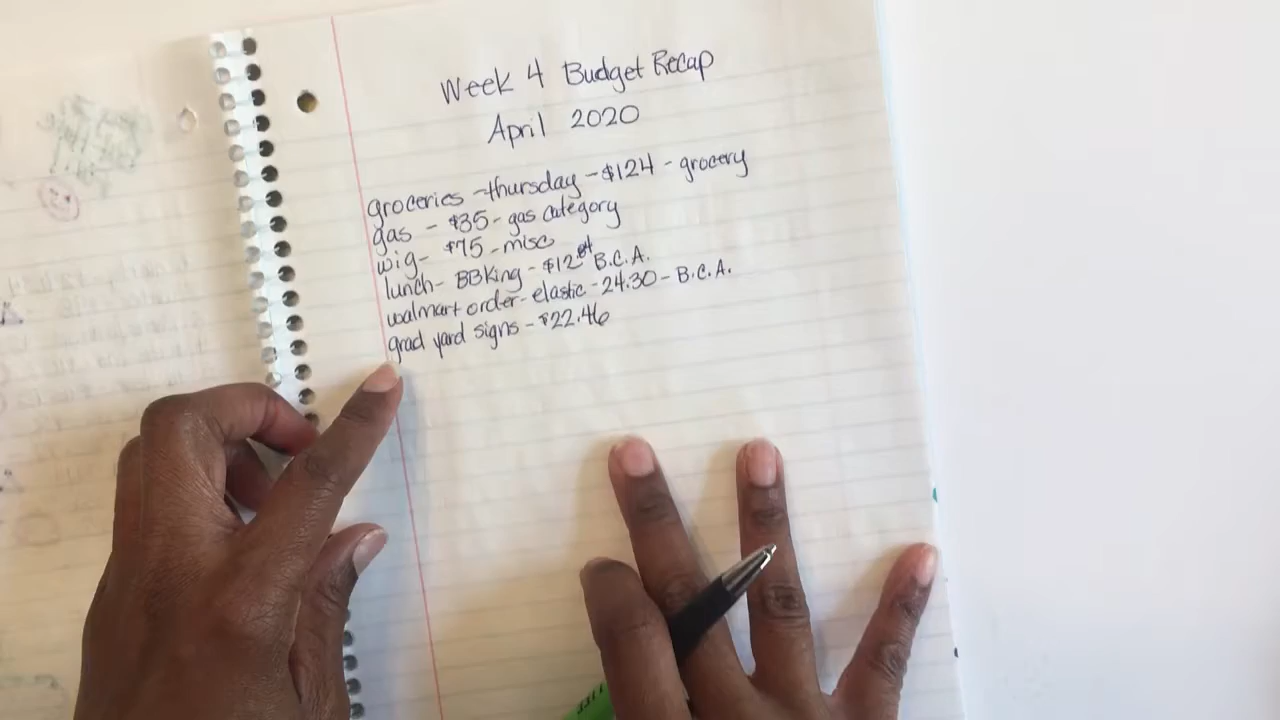 Week 4 Budget Recap
April 2020
groceries - thursday - $124 - grocery
gas - $35 - gas category
wig - $75 - misc
lunch - BBKing - $12.84 B.C.A.
walmart order - elastic - 24.30 - B.C.A.
grad yard signs - $22.46